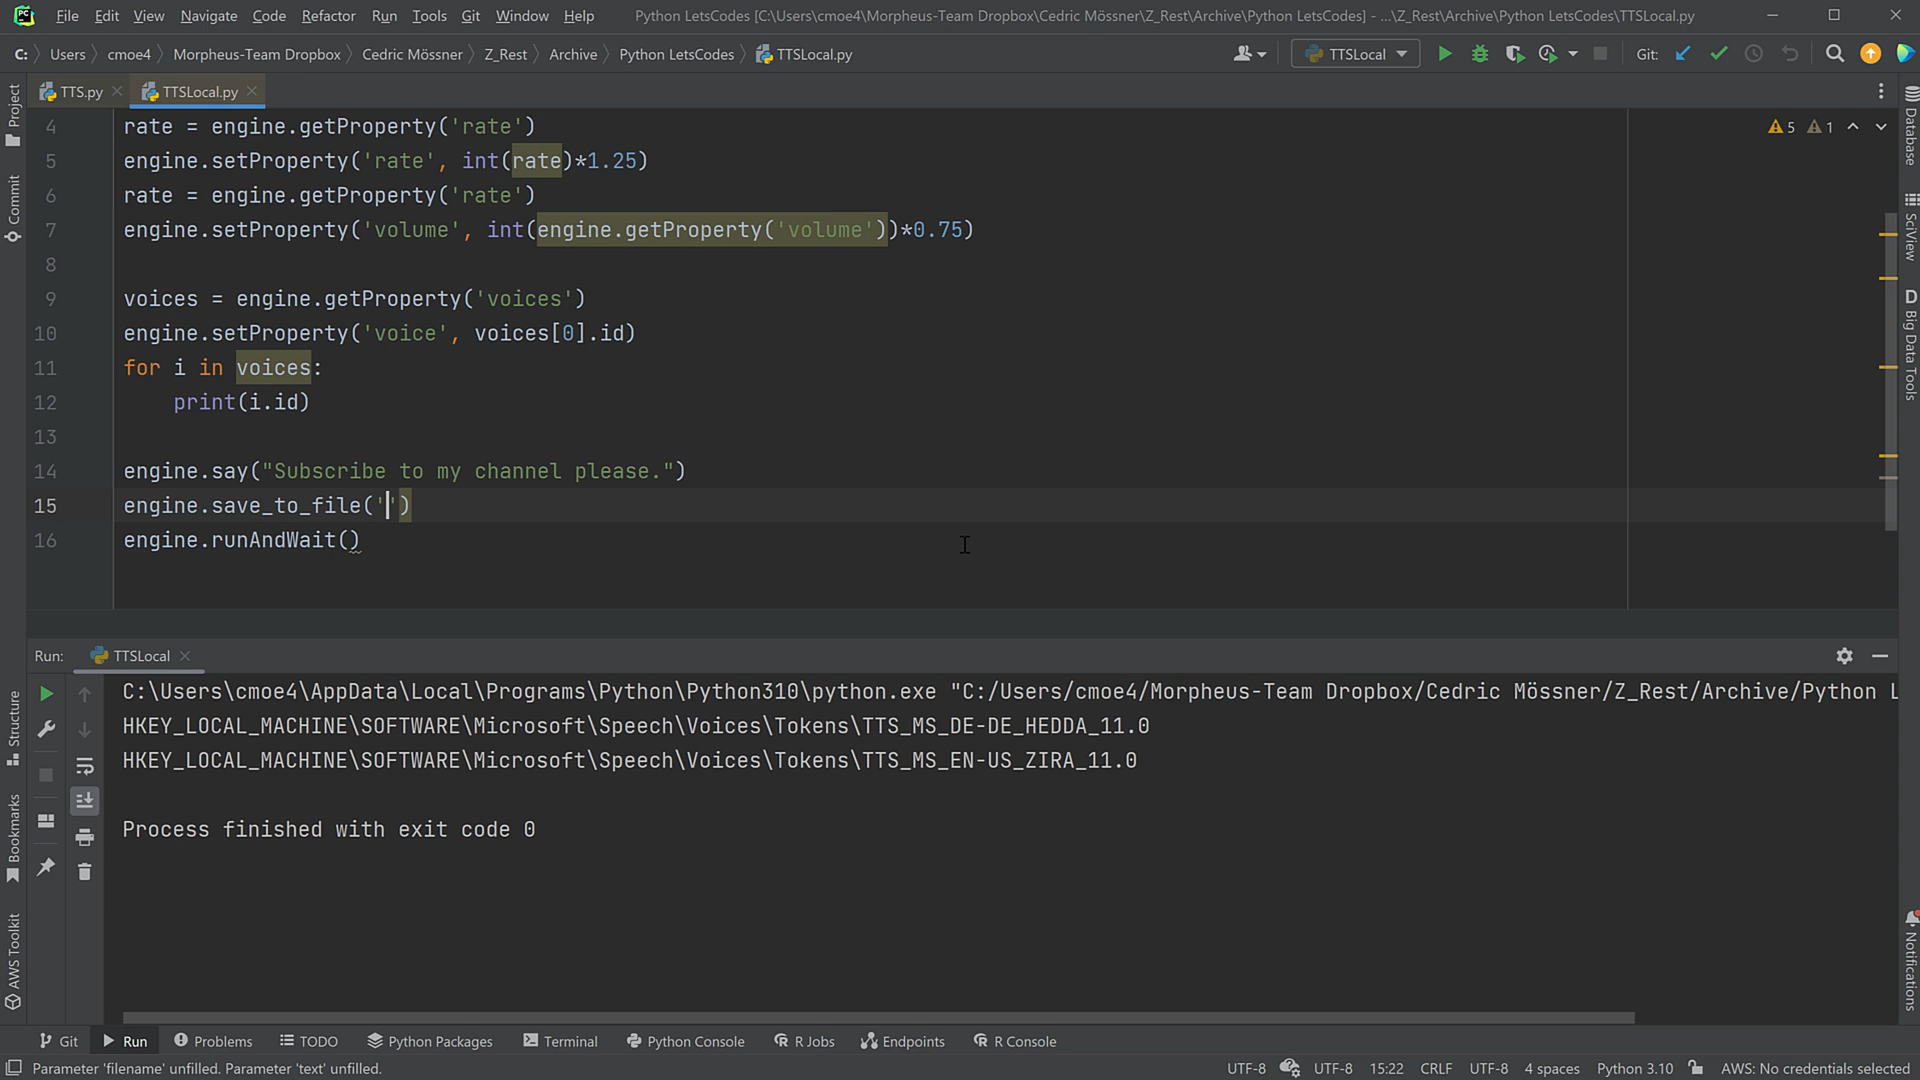 File Edit View Navigate Code Refactor Run Tools Git Window Help Python LetsCodes [C:\Users\cmoe4\Morpheus-Team Dropbox\Cedric Mössner\Z_Rest\Archive\Python LetsCodes] - ...\Z_Rest\Archive\Python LetsCodes\TTSLocal.py
C: Users cmoe4 Morpheus-Team Dropbox Cedric Mössner Z_Rest Archive Python LetsCodes TTSLocal.py TTSLocal Git:
TTS.py TTSLocal.py
Project
Commit
Structure
Bookmarks
AWS Toolkit
4 rate = engine.getProperty('rate')
5 engine.setProperty('rate', int(rate)*1.25)
6 rate = engine.getProperty('rate')
7 engine.setProperty('volume', int(engine.getProperty('volume'))*0.75)
8
9 voices = engine.getProperty('voices')
10 engine.setProperty('voice', voices[0].id)
11 for i in voices:
12 print(i.id)
13
14 engine.say("Subscribe to my channel please.")
15 engine.save_to_file('')
16 engine.runAndWait()
5 1
Database
SciView
D Big Data Tools
Notifications
Run: TTSLocal
C:\Users\cmoe4\AppData\Local\Programs\Python\Python310\python.exe "C:/Users/cmoe4/Morpheus-Team Dropbox/Cedric Mössner/Z_Rest/Archive/Python L
HKEY_LOCAL_MACHINE\SOFTWARE\Microsoft\Speech\Voices\Tokens\TTS_MS_DE-DE_HEDDA_11.0
HKEY_LOCAL_MACHINE\SOFTWARE\Microsoft\Speech\Voices\Tokens\TTS_MS_EN-US_ZIRA_11.0
Process finished with exit code 0
Git Run Problems TODO Python Packages Terminal Python Console R Jobs Endpoints R Console
Parameter 'filename' unfilled. Parameter 'text' unfilled. UTF-8 UTF-8 15:22 CRLF UTF-8 4 spaces Python 3.10 AWS: No credentials selected